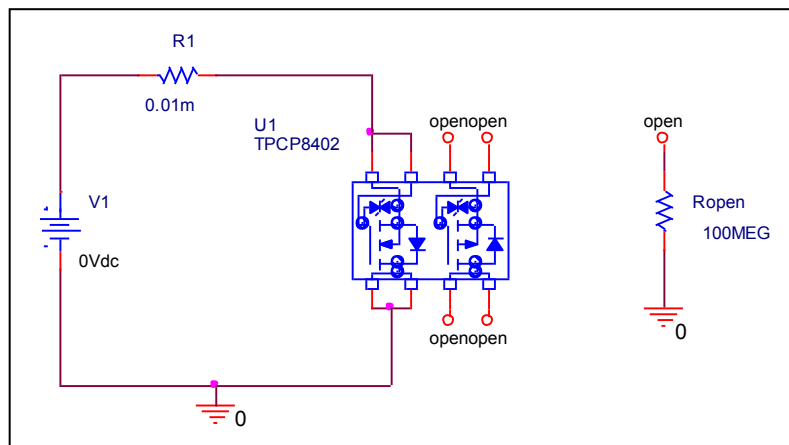 R1
0.01m
U1
TPCP8402
openopen
open
V1
0Vdc
Ropen
100MEG
openopen
0
0